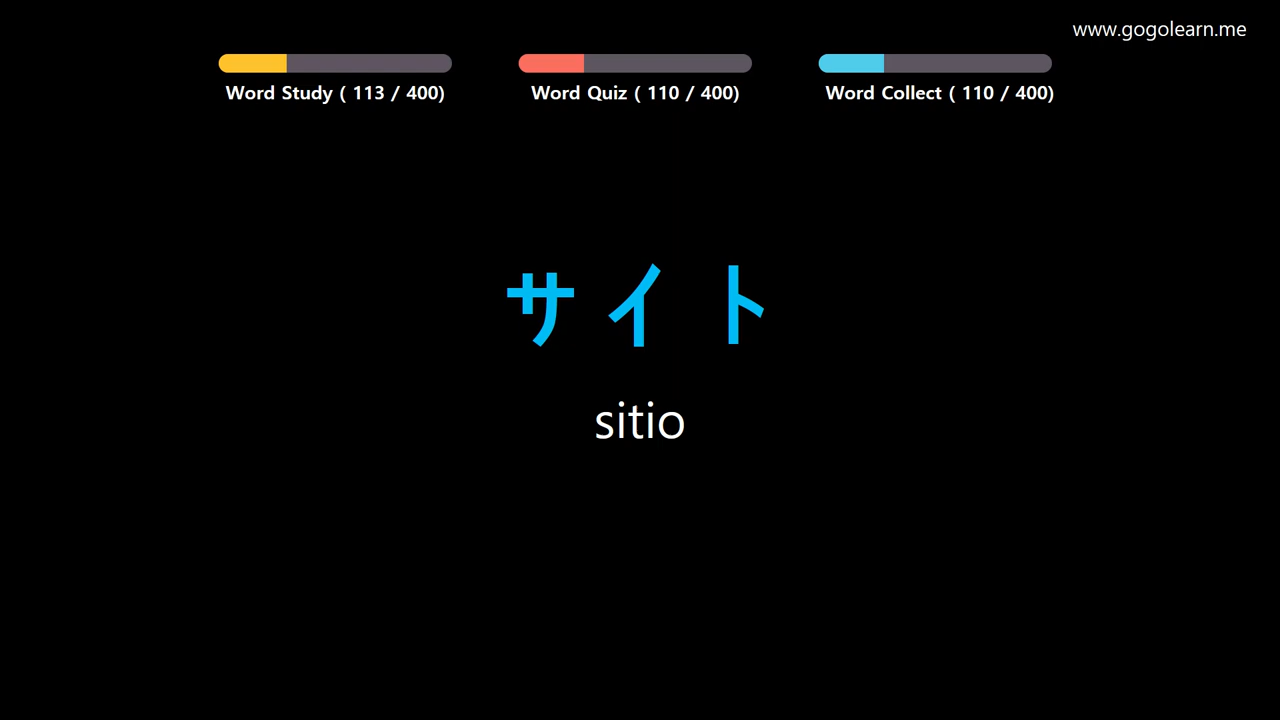 www.gogolearn.me
Word Study ( 113 / 400)
Word Quiz ( 110 / 400)
Word Collect ( 110 / 400)
サイト
sitio